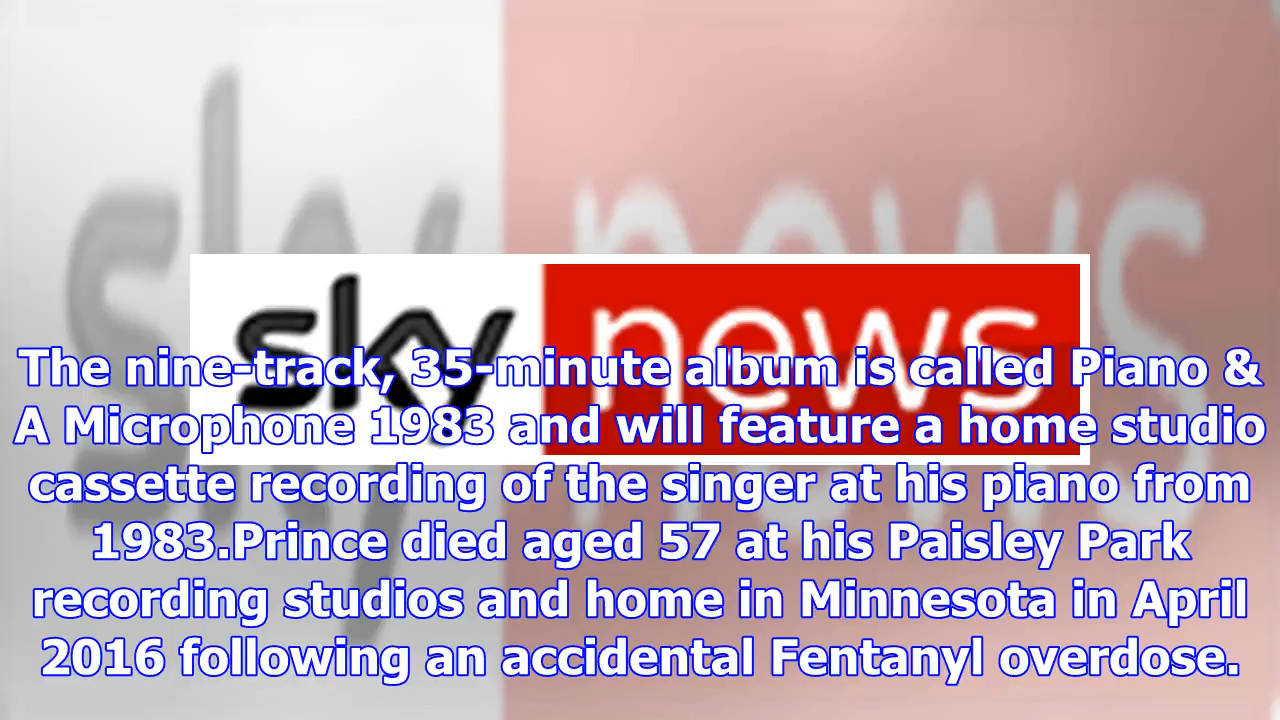 sky news
sky news
The nine-track, 35-minute album is called Piano &
A Microphone 1983 and will feature a home studio
cassette recording of the singer at his piano from
1983.Prince died aged 57 at his Paisley Park
recording studios and home in Minnesota in April
2016 following an accidental Fentanyl overdose.